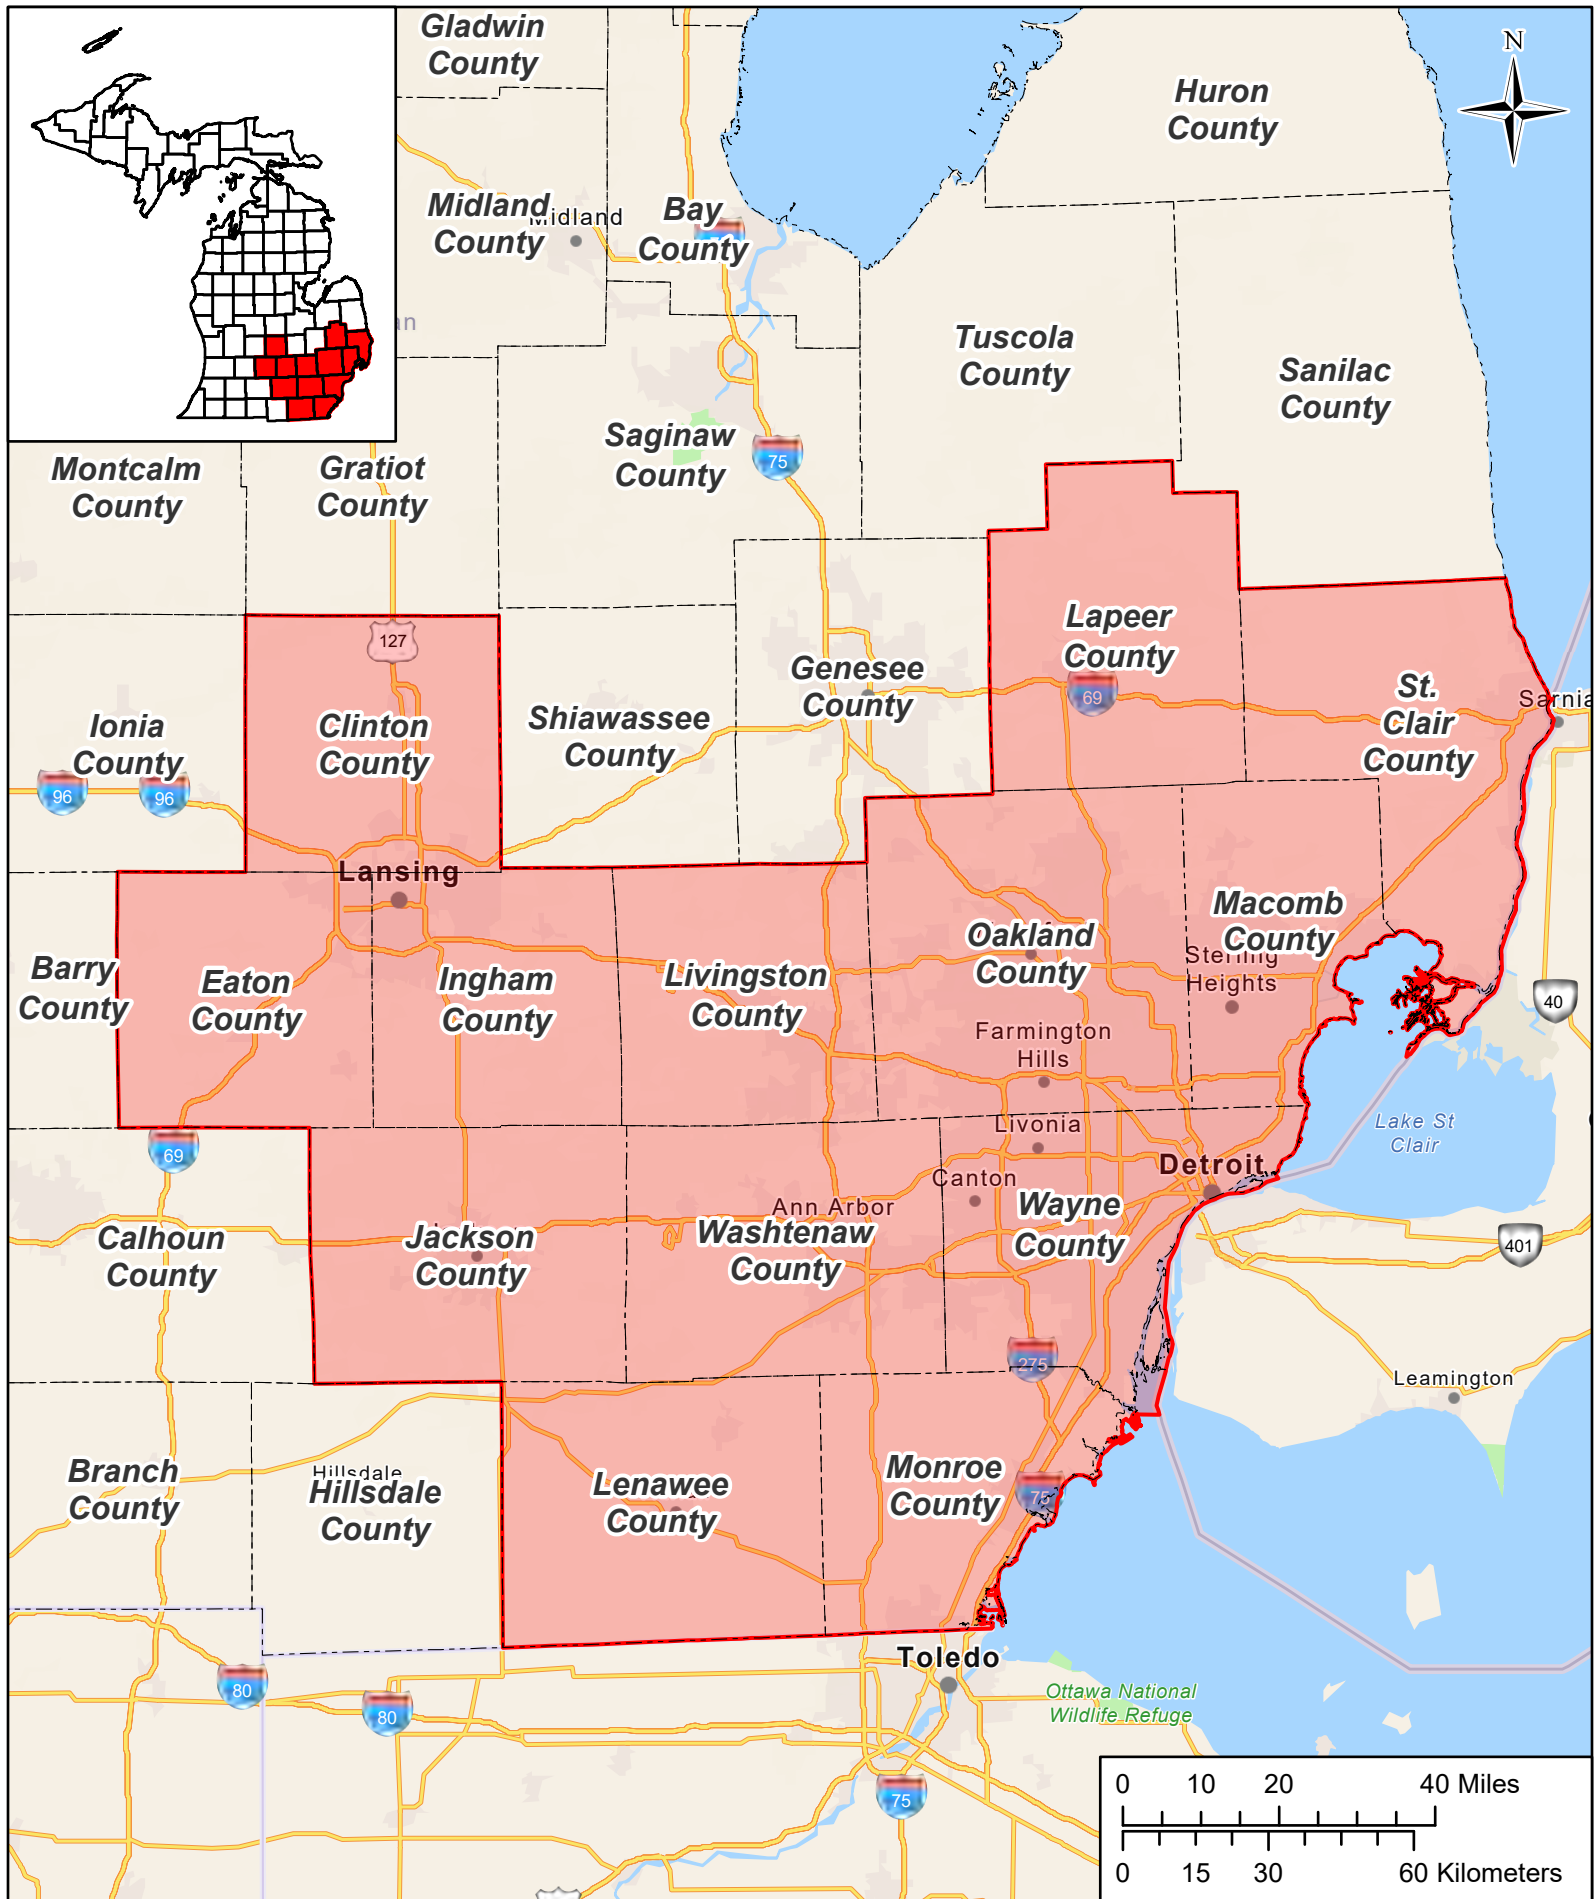 Gladwin
County
Huron
County
N
Midland
County
Midland
Bay
County
an
Tuscola
County
Sanilac
County
Saginaw
County
75
Montcalm
County
Gratiot
County
127
Lapeer
County
69
Genesee
County
St.
Clair
County
Sarnia
Ionia
County
96
96
Clinton
County
Shiawassee
County
Lansing
Macomb
County
Sterling
Heights
Oakland
County
Barry
County
Eaton
County
Ingham
County
Livingston
County
40
Farmington
Hills
Lake St
Clair
Livonia
69
Detroit
Canton
Ann Arbor
Wayne
County
Calhoun
County
Jackson
County
Washtenaw
County
401
275
Leamington
Branch
County
Hillsdale
Hillsdale
County
Lenawee
County
Monroe
County
75
Toledo
80
80
Ottawa National
Wildlife Refuge
75
0 10 20 40 Miles
0 15 30 60 Kilometers